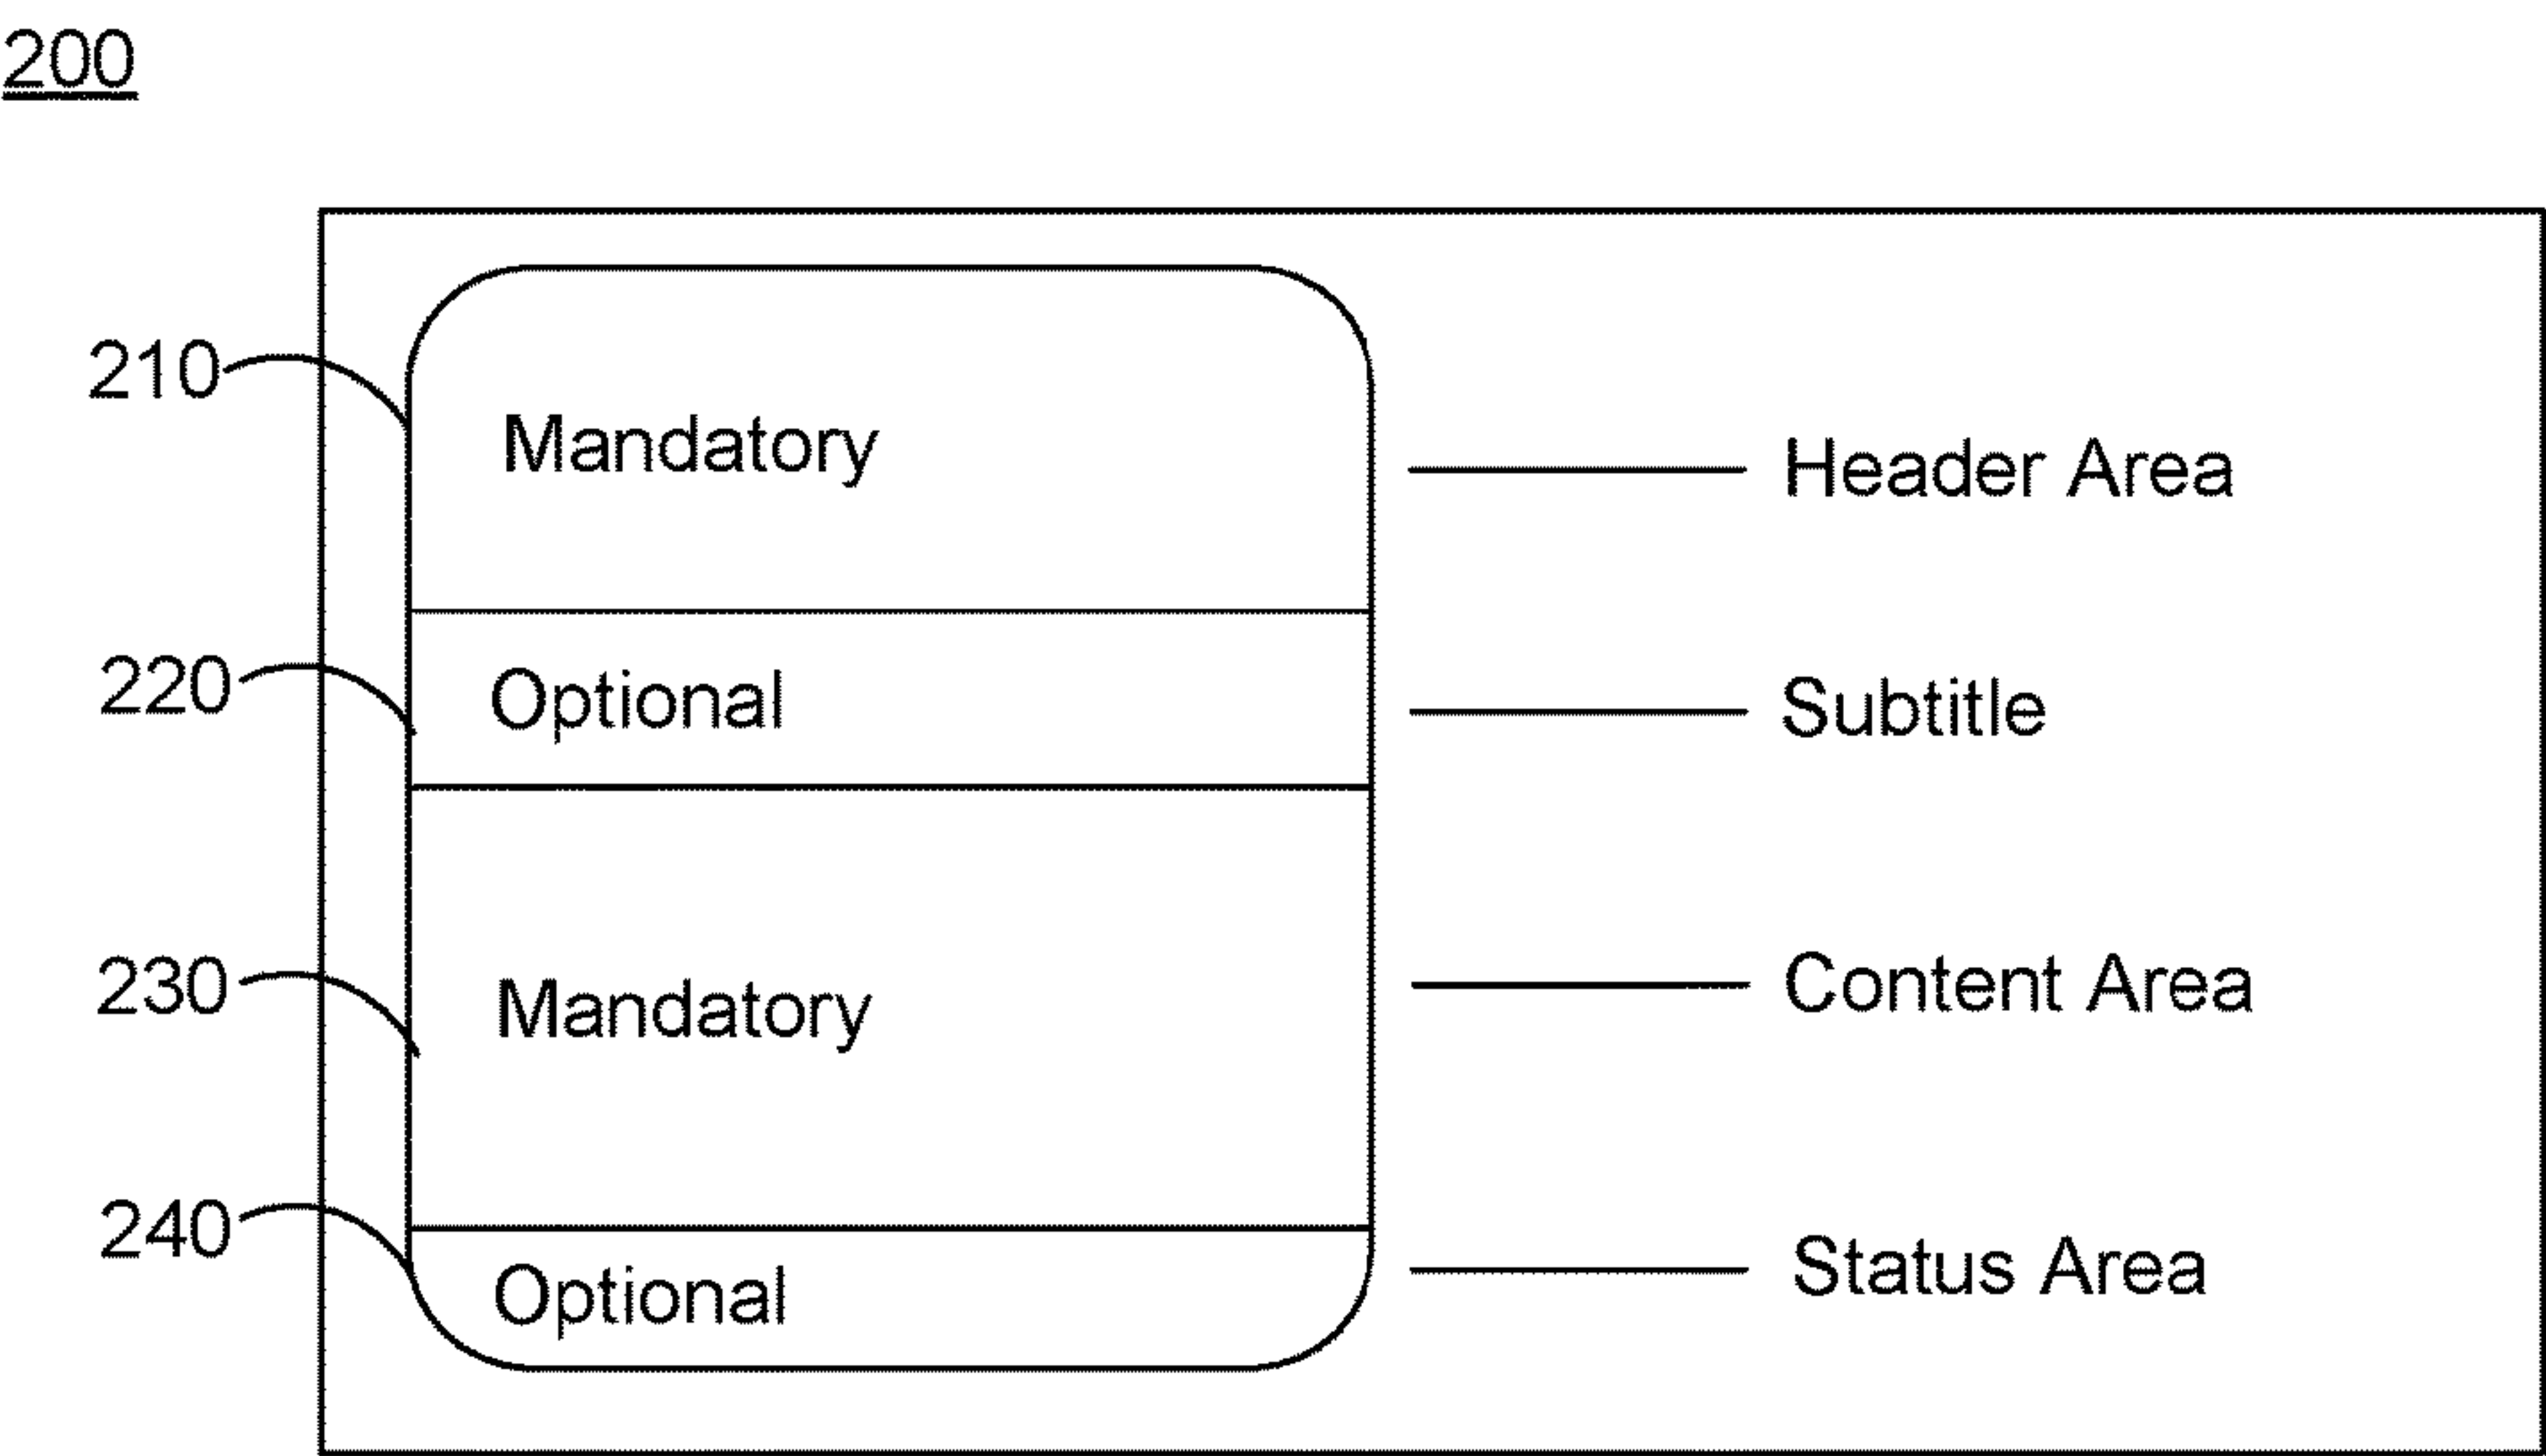 200
210
Mandatory
Header Area
220
Optional
Subtitle
230
Mandatory
Content Area
240
Optional
Status Area